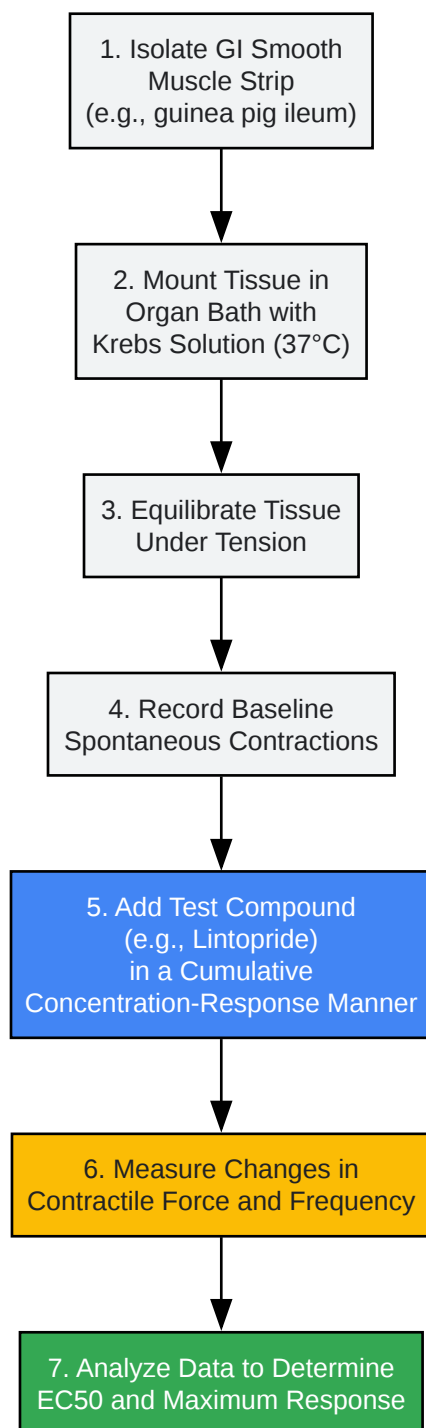 1. Isolate GI Smooth
Muscle Strip
(e.g., guinea pig ileum)
2. Mount Tissue in
Organ Bath with
Krebs Solution (37°C)
3. Equilibrate Tissue
Under Tension
4. Record Baseline
Spontaneous Contractions
5. Add Test Compound
(e.g., Lintopride)
in a Cumulative
Concentration-Response Manner
6. Measure Changes in
Contractile Force and Frequency
7. Analyze Data to Determine
EC50 and Maximum Response